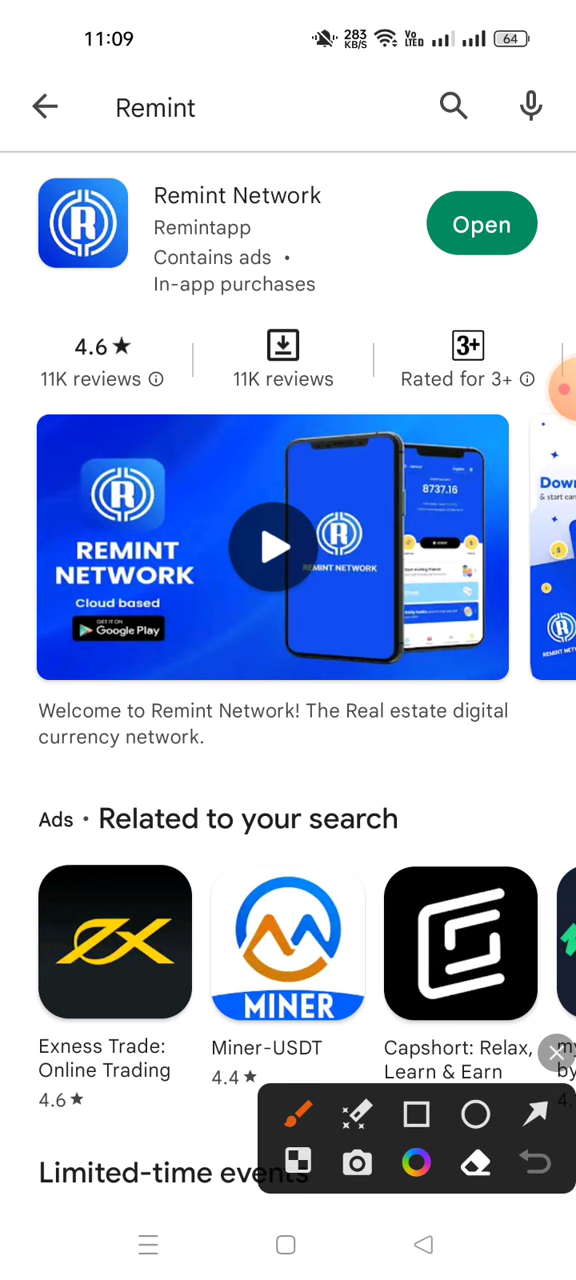 11:09
283 KB/S
Vo LTED
64
Remint
Remint Network
Remintapp
Contains ads •
In-app purchases
Open
4.6 ★
11K reviews
11K reviews
3+
Rated for 3+
REMINT
NETWORK
Cloud based
GET IT ON
Google Play
REMINT NETWORK
8737.16
Down
& start ear
Welcome to Remint Network! The Real estate digital
currency network.
Ads • Related to your search
MINER
Exness Trade:
Online Trading
4.6 ★
Miner-USDT
4.4 ★
Capshort: Relax,
Learn & Earn
Limited-time events